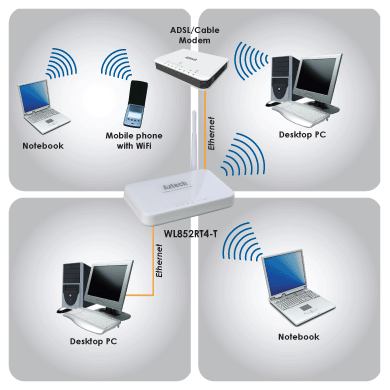 ADSL/Cable
Modem
Notebook
Mobile phone
with WiFi
Ethernet
Desktop PC
Aztech
WL852RT4-T
Ethernet
Desktop PC
Notebook